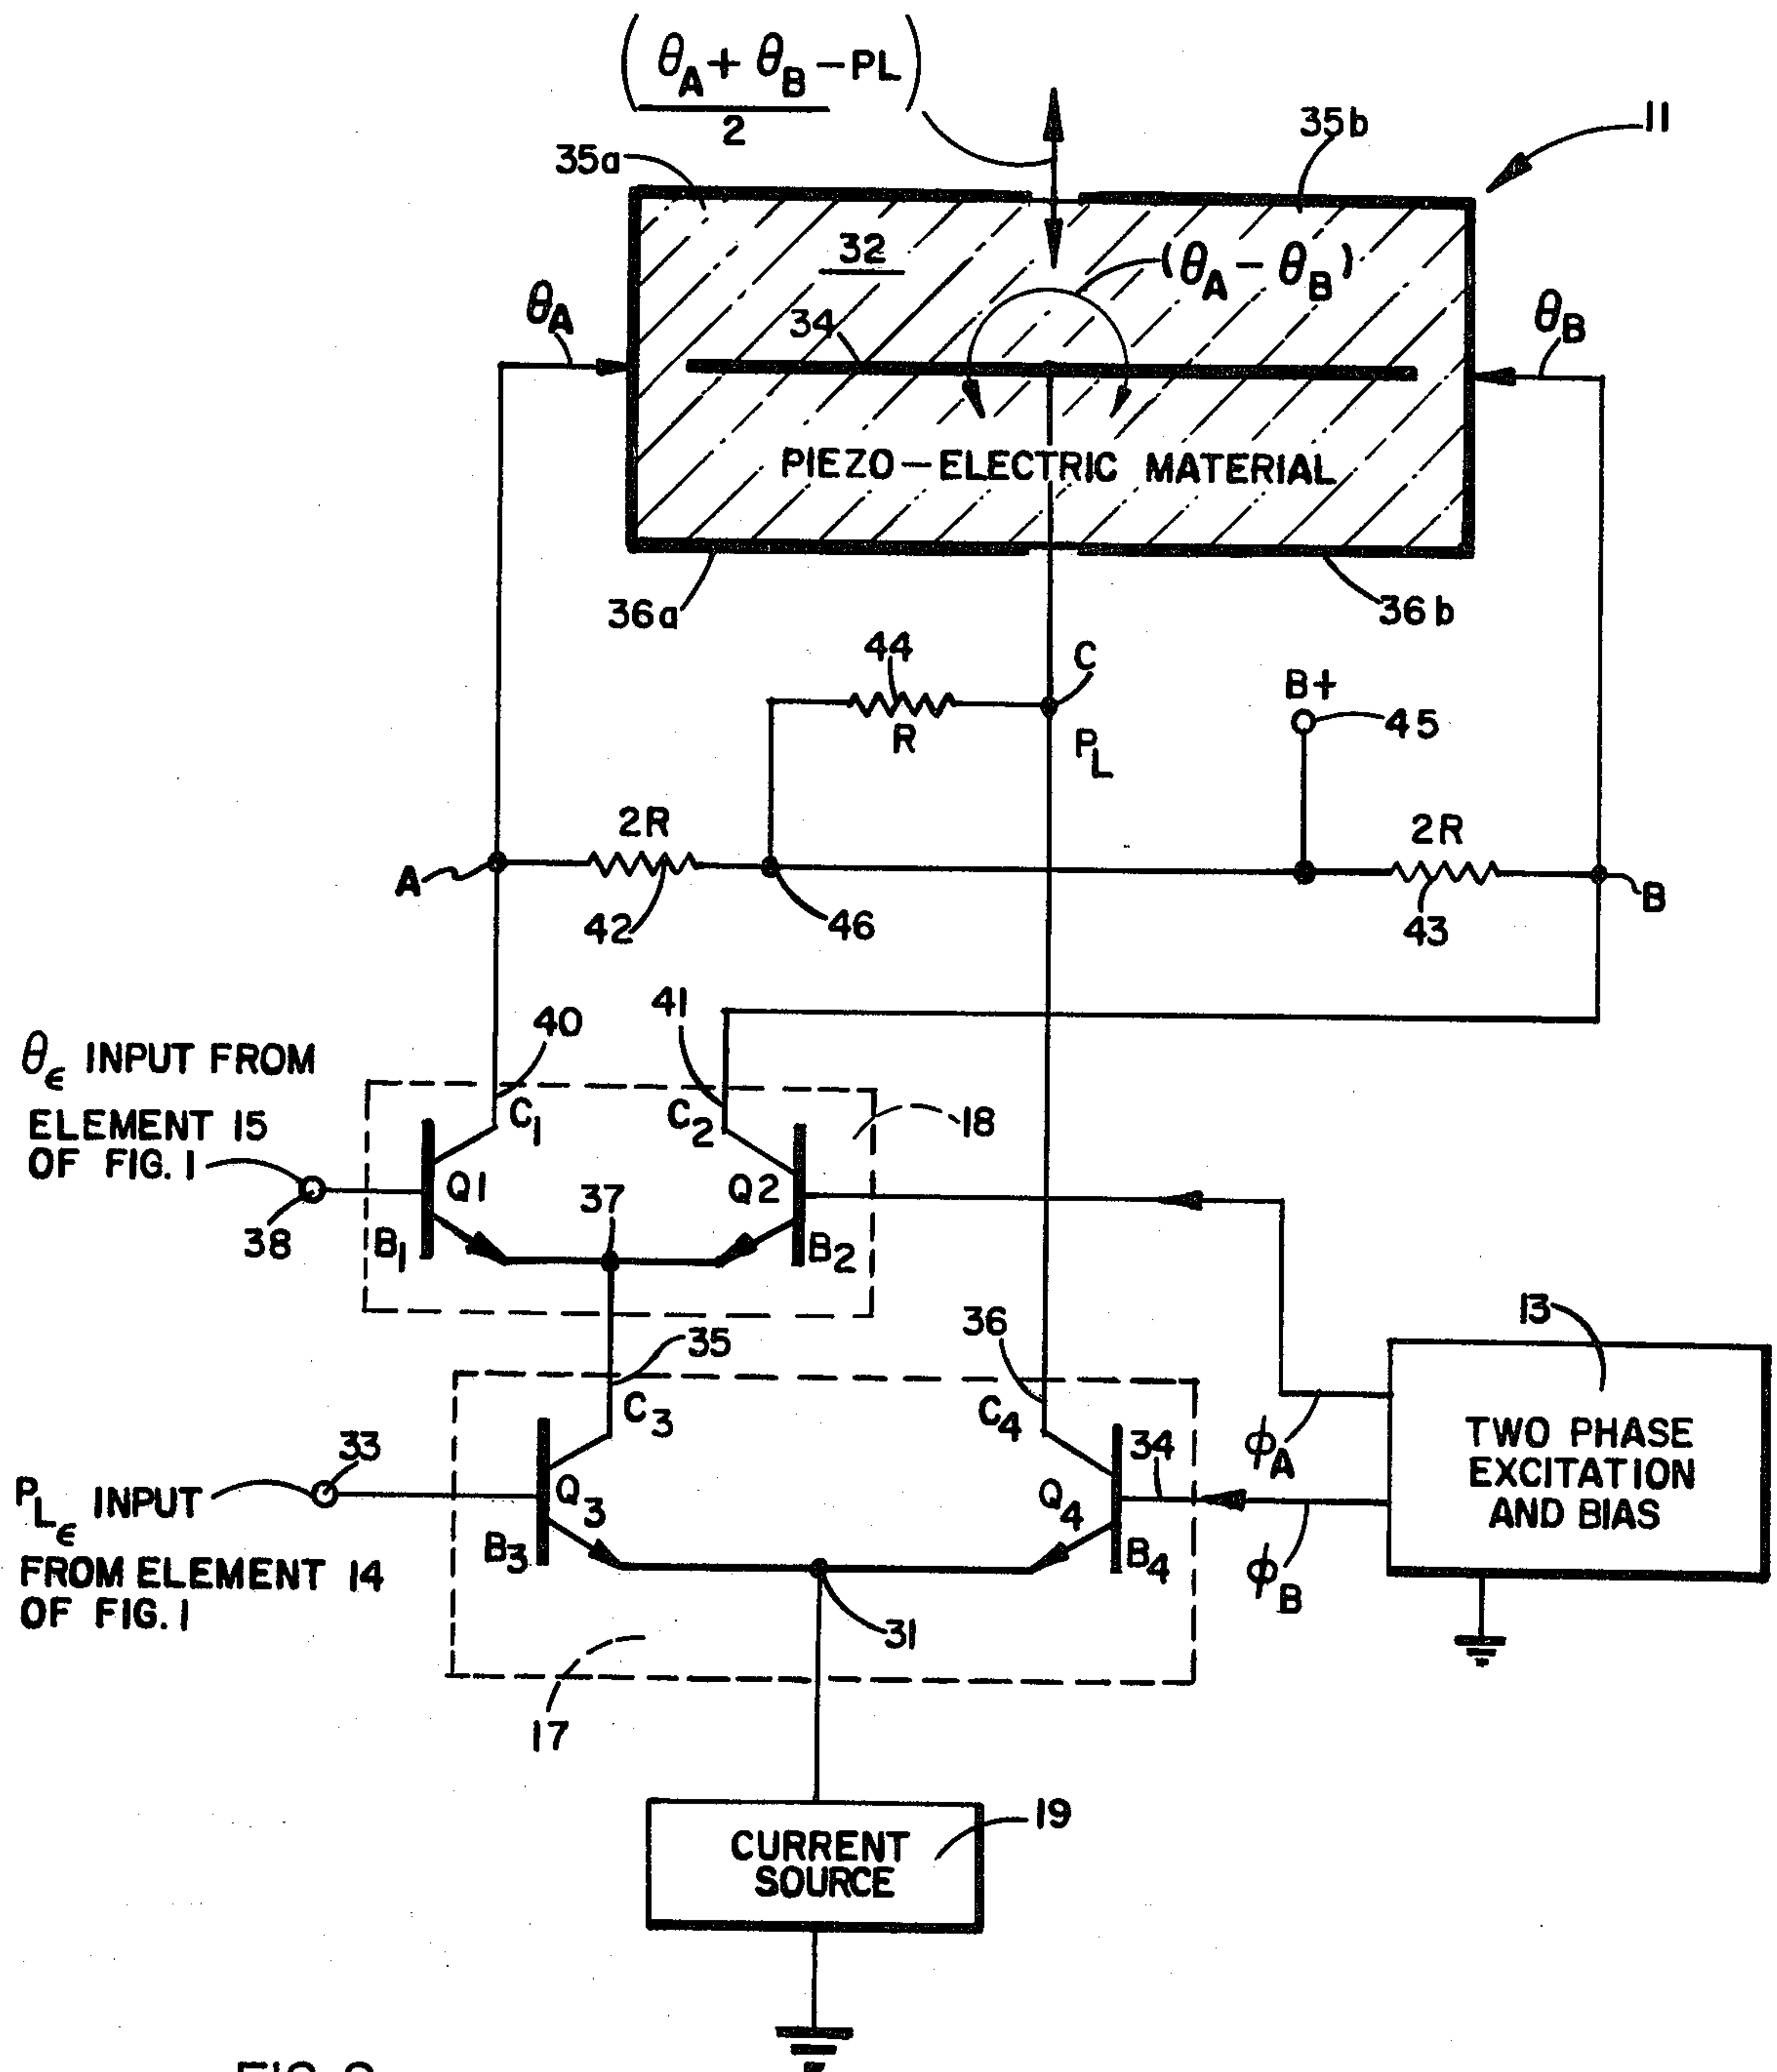 (θA + θB – PL)
2
35a
35b
11
32
(θA – θB)
θA
34
θB
PIEZO–ELECTRIC MATERIAL
36a
36b
44
C
R
PL
B+
45
2R
2R
A
42
46
43
B
41
40
θϵ INPUT FROM
ELEMENT 15
OF FIG. 1
C1
C2
18
Q1
37
Q2
38
B1
B2
35
36
13
C3
C4
TWO PHASE
EXCITATION
AND BIAS
33
34
ϕA
PLϵ INPUT
Q3
Q4
B3
B4
ϕB
FROM ELEMENT 14
OF FIG. 1
31
17
19
CURRENT
SOURCE